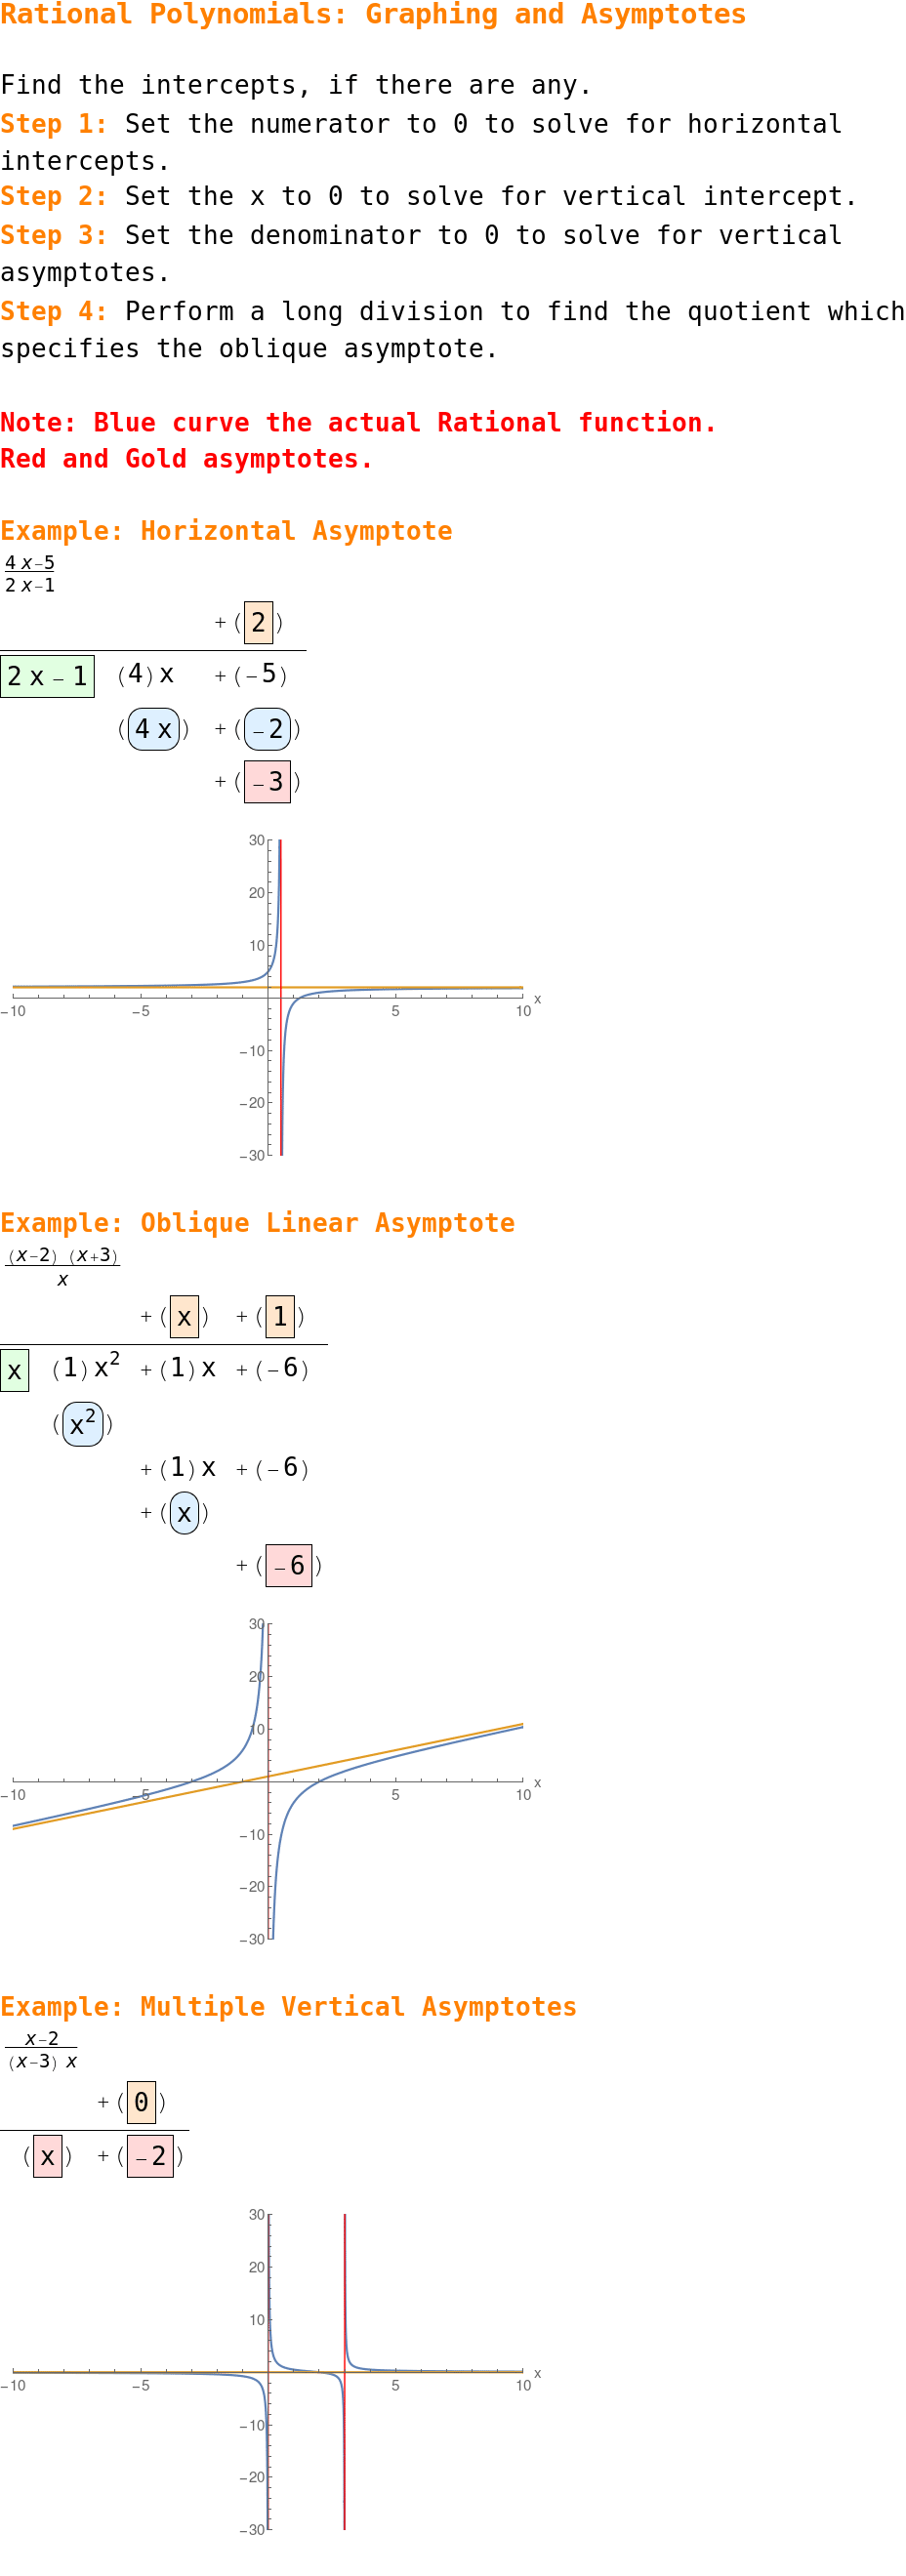 Rational Polynomials: Graphing and Asymptotes
Find the intercepts, if there are any.
Step 1: Set the numerator to 0 to solve for horizontal
intercepts.
Step 2: Set the x to 0 to solve for vertical intercept.
Step 3: Set the denominator to 0 to solve for vertical
asymptotes.
Step 4: Perform a long division to find the quotient which
specifies the oblique asymptote.
Note: Blue curve the actual Rational function.
Red and Gold asymptotes.
Example: Horizontal Asymptote
4 x−5
2 x−1
+ (2)
2 x − 1 (4) x + (−5)
(4 x) + (−2)
+ (−3)
30
20
10
−10 −5 5 10 x
−10
−20
−30
Example: Oblique Linear Asymptote
(x−2) (x+3)
x
+ (x) + (1)
x (1) x² + (1) x + (−6)
(x²)
+ (1) x + (−6)
+ (x)
+ (−6)
30
20
10
−10 −5 5 10 x
−10
−20
−30
Example: Multiple Vertical Asymptotes
x−2
(x−3) x
+ (0)
(x) + (−2)
30
20
10
−10 −5 5 10 x
−10
−20
−30